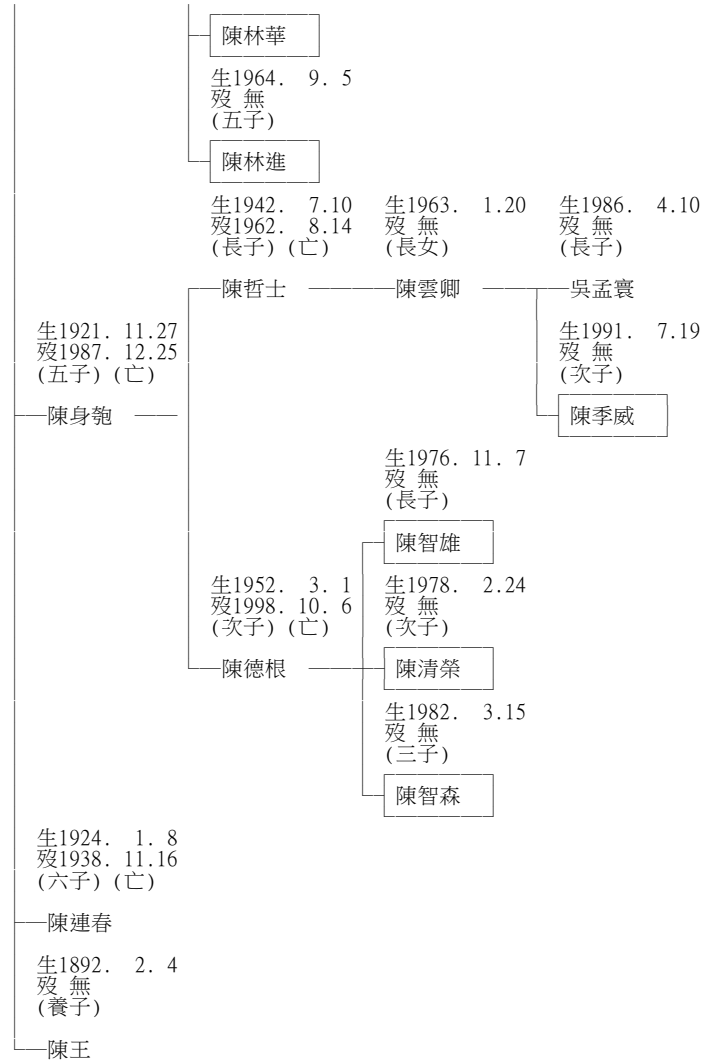 陳林華
生1964. 9. 5
歿 無
(五子)
陳林進
生1942. 7.10 生1963. 1.20 生1986. 4.10
歿1962. 8.14 歿 無 歿 無
(長子) (亡) (長女) (長子)
陳哲士 陳雲卿 吳孟寰
生1921. 11.27 生1991. 7.19
歿1987. 12.25 歿 無
(五子) (亡) (次子)
陳身匏 陳季威
生1976. 11. 7
歿 無
(長子)
陳智雄
生1952. 3. 1 生1978. 2.24
歿1998. 10. 6 歿 無
(次子) (亡) (次子)
陳德根 陳清榮
生1982. 3.15
歿 無
(三子)
陳智森
生1924. 1. 8
歿1938. 11.16
(六子) (亡)
陳連春
生1892. 2. 4
歿 無
(養子)
陳王